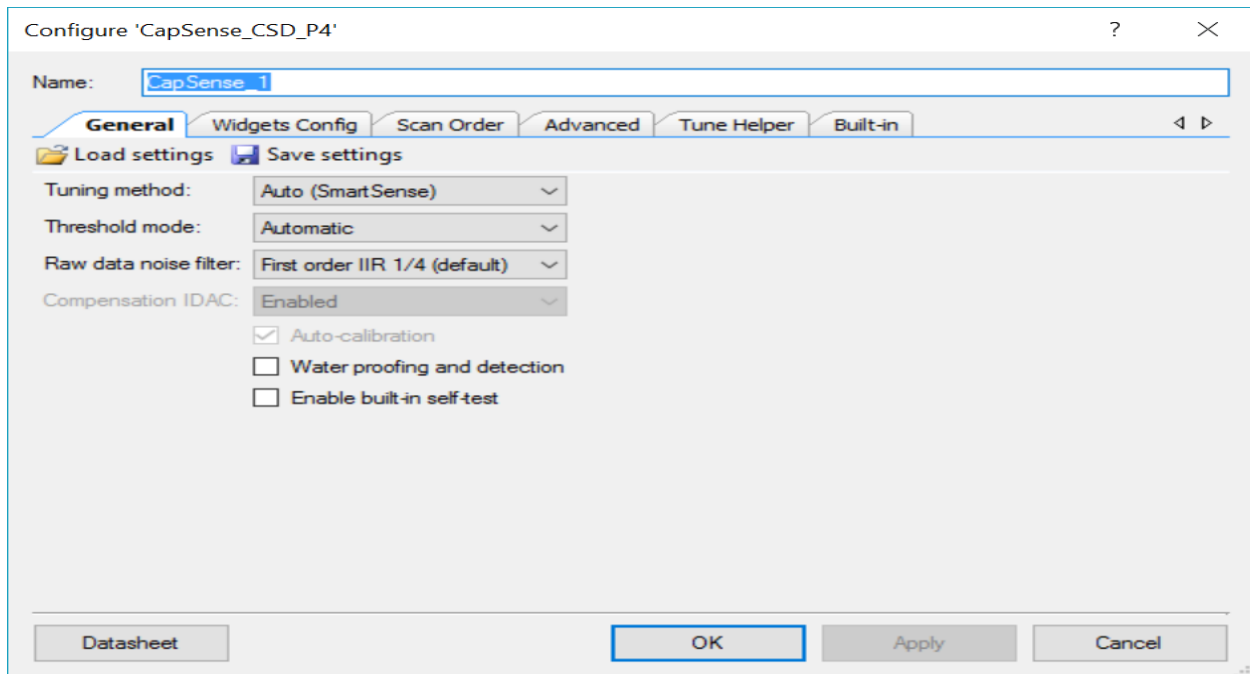 Configure 'CapSense_CSD_P4'
Name: CapSense_1
General Widgets Config Scan Order Advanced Tune Helper Built-in
Load settings Save settings
Tuning method: Auto (SmartSense)
Threshold mode: Automatic
Raw data noise filter: First order IIR 1/4 (default)
Compensation IDAC: Enabled
Auto-calibration
Water proofing and detection
Enable built-in self-test
Datasheet OK Apply Cancel